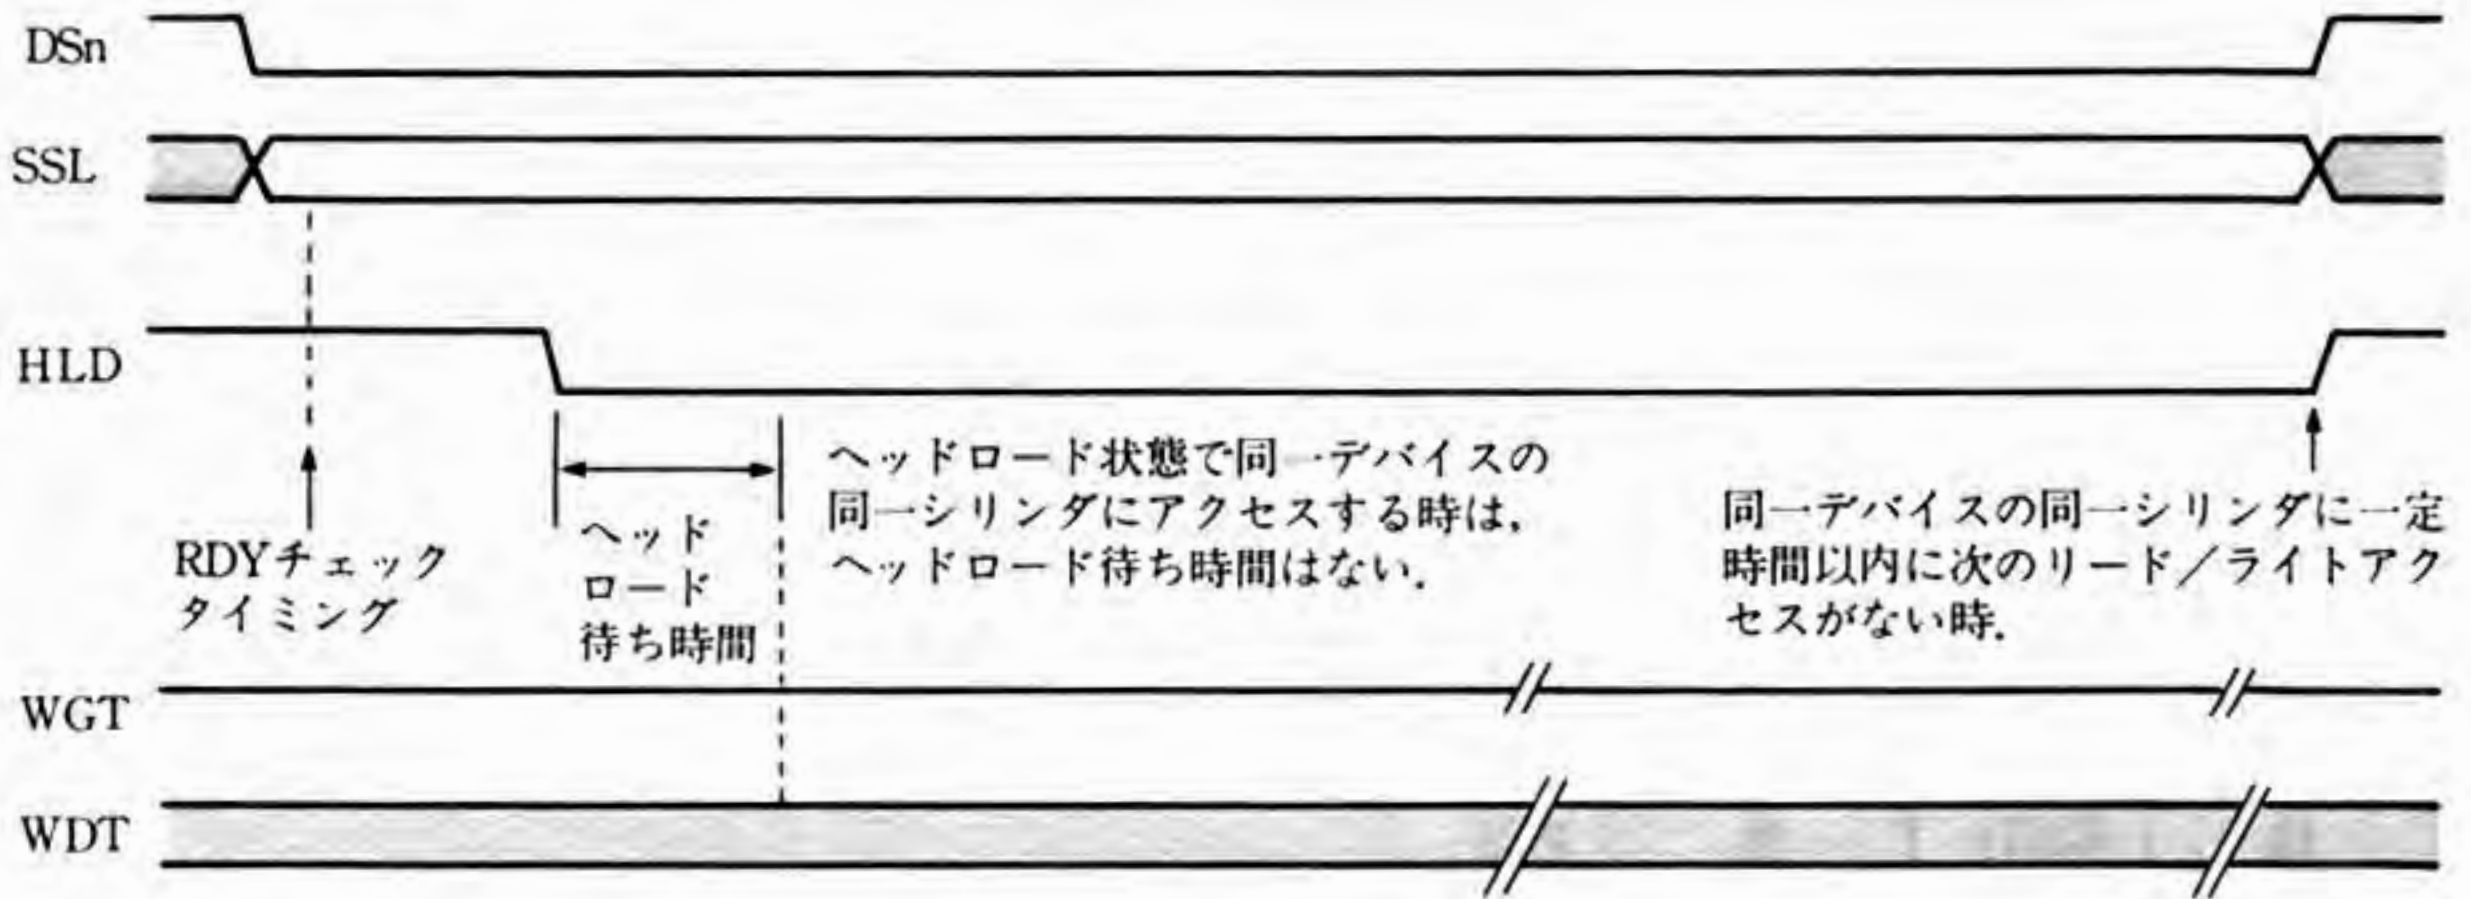 DSn
SSL
HLD
RDYチェック
タイミング
ヘッド
ロード
待ち時間
ヘッドロード状態で同一デバイスの
同一シリンダにアクセスする時は,
ヘッドロード待ち時間はない.
同一デバイスの同一シリンダに一定
時間以内に次のリード／ライトアク
セスがない時.
WGT
WDT